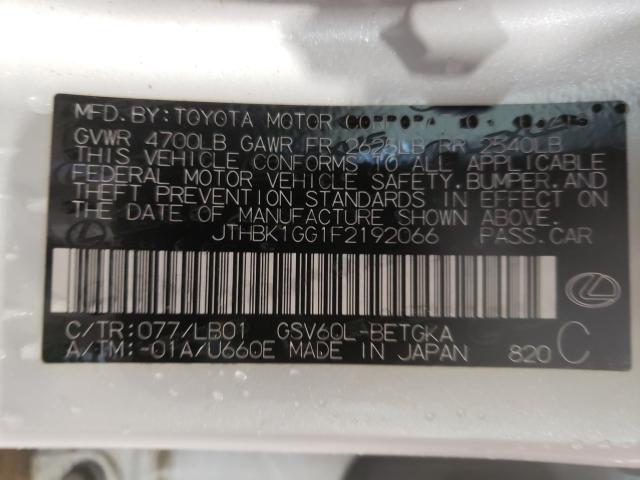 MFD. BY: TOYOTA MOTOR
GVWR 4700LB GAWR FR RR 2540LB
THIS VEHICLE CONFORMS TO ALL APPLICABLE
FEDERAL MOTOR VEHICLE SAFETY, BUMPER, AND
THEFT PREVENTION STANDARDS IN EFFECT ON
THE DATE OF MANUFACTURE SHOWN ABOVE.
JTHBK1GG1F2192066 PASS. CAR
C/TR: 077/LB01 GSV60L-BETGKA
A/TM: -01A/U660E MADE IN JAPAN 820 C